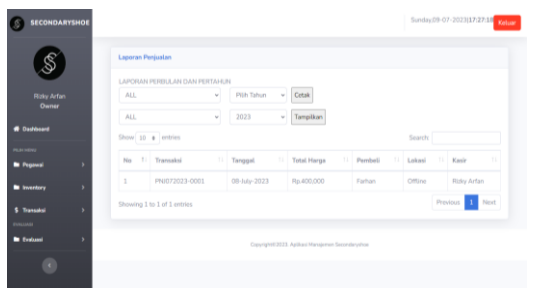 SECONDARYSHOE
Sunday,09-07-2023(17:27:18
Keluar
Rizky Arfan
Owner
Dashboard
Pegawai
Inventory
$ Transaksi
EVALUASI
Evaluasi
Laporan Penjualan
LAPORAN PERBULAN DAN PERTAHUN
ALL Pilih Tahun Cetak
ALL 2023 Tampilkan
Show 10 entries Search:
No Transaksi Tanggal Total Harga Pembeli Lokasi Kasir
1 PNJ072023-0001 09-July-2023 Rp.400,000 Farhan Offline Rizky Arfan
Showing 1 to 1 of 1 entries Previous 1 Next
Copyright©2023. Aplikasi Manajemen Secondaryshoe